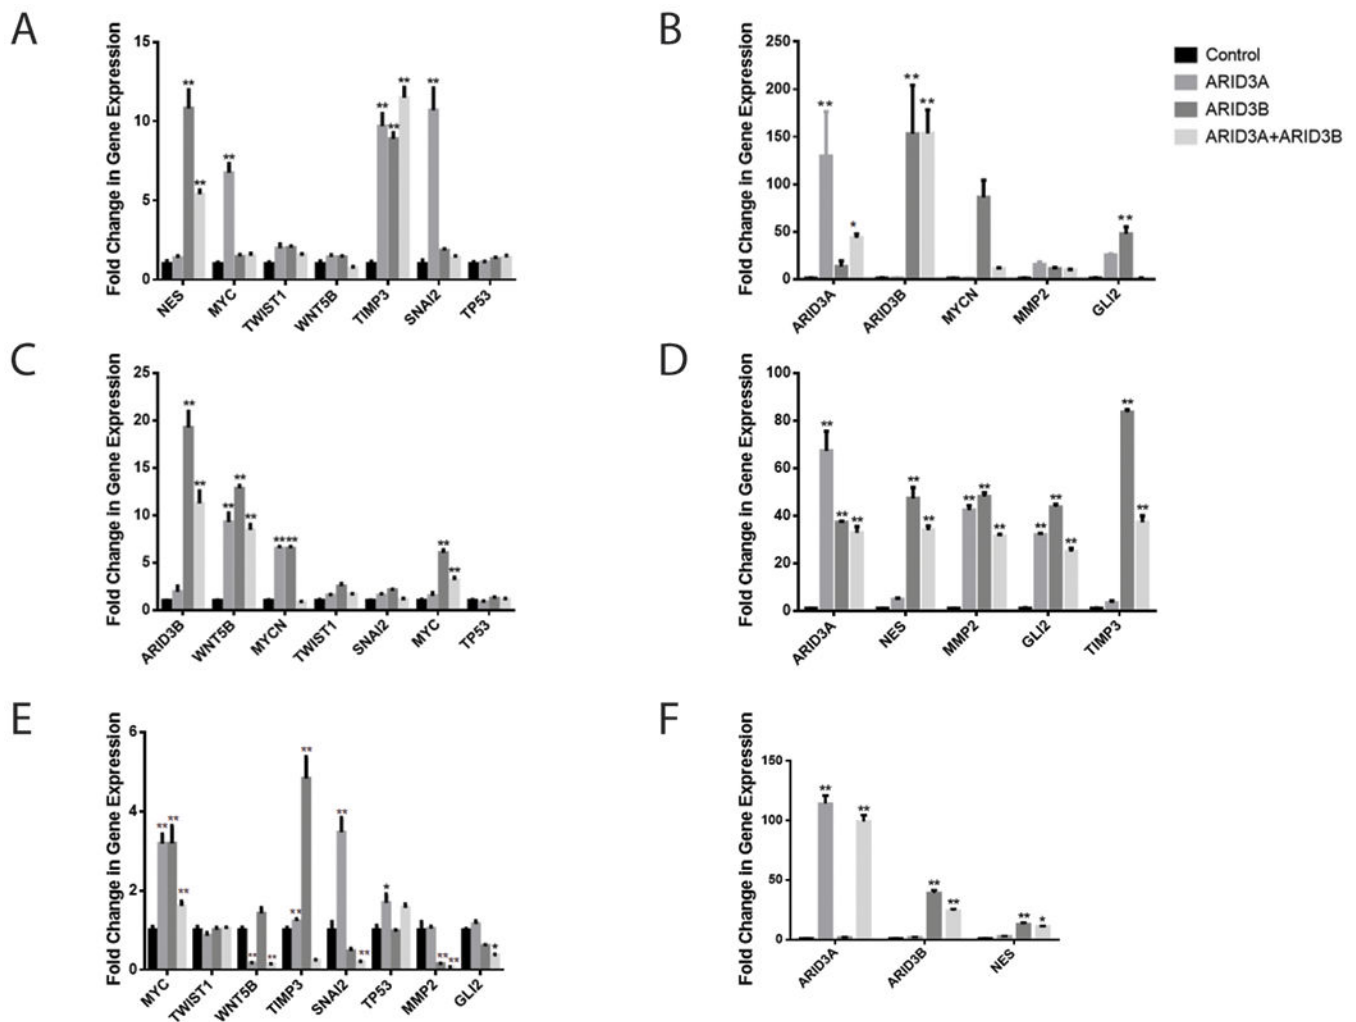 A
Fold Change in Gene Expression
15
10
5
0
** ** ** ** ** ** **
NES MYC TWIST1 WNT5B TIMP3 SNAI2 TP53
B
Fold Change in Gene Expression
250
200
150
100
50
0
** * ** ** **
ARID3A ARID3B MYCN MMP2 GLI2
Control
ARID3A
ARID3B
ARID3A+ARID3B
C
Fold Change in Gene Expression
25
20
15
10
5
0
** ** ** ** ** **** ** **
ARID3B WNT5B MYCN TWIST1 SNAI2 MYC TP53
D
Fold Change in Gene Expression
100
80
60
40
20
0
** ** ** ** ** ** ** ** ** ** ** ** **
ARID3A NES MMP2 GLI2 TIMP3
E
Fold Change in Gene Expression
6
4
2
0
** ** ** ** ** ** ** ** ** * ** ** *
MYC TWIST1 WNT5B TIMP3 SNAI2 TP53 MMP2 GLI2
F
Fold Change in Gene Expression
150
100
50
0
** ** ** ** ** *
ARID3A ARID3B NES